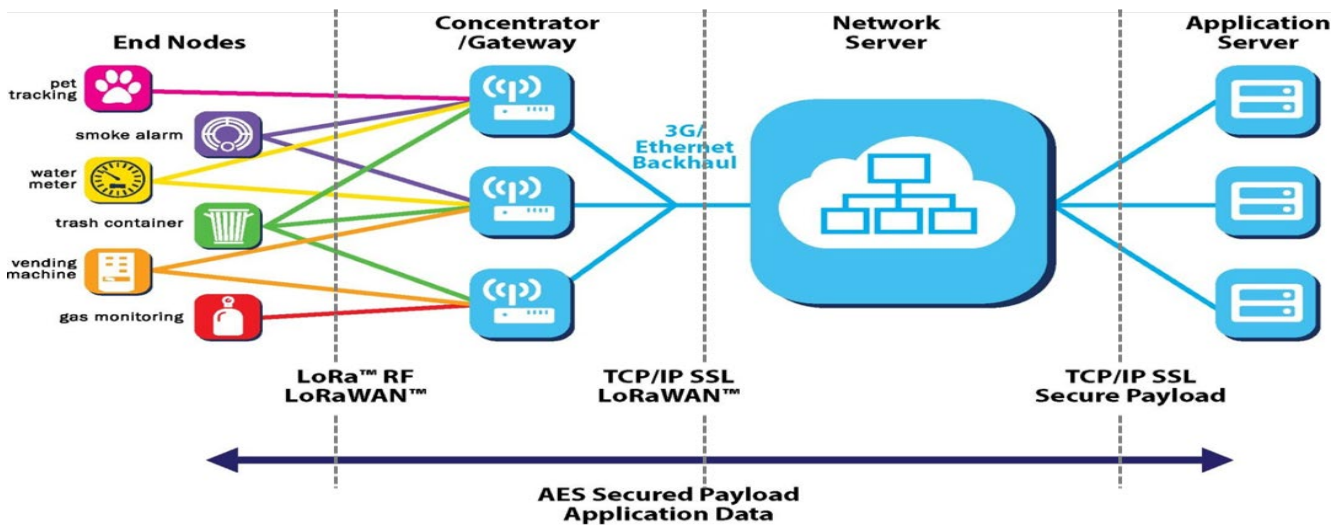 End Nodes
Concentrator
/Gateway
Network
Server
Application
Server
pet
tracking
smoke alarm
water
meter
trash container
vending
machine
gas monitoring
3G/
Ethernet
Backhaul
LoRa™ RF
LoRaWAN™
TCP/IP SSL
LoRaWAN™
TCP/IP SSL
Secure Payload
AES Secured Payload
Application Data